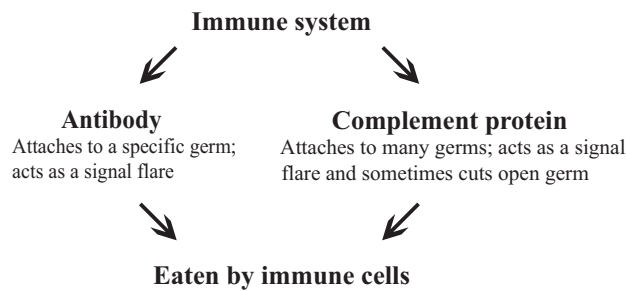 Immune system
Antibody
Attaches to a specific germ;
acts as a signal flare
Complement protein
Attaches to many germs; acts as a signal
flare and sometimes cuts open germ
Eaten by immune cells